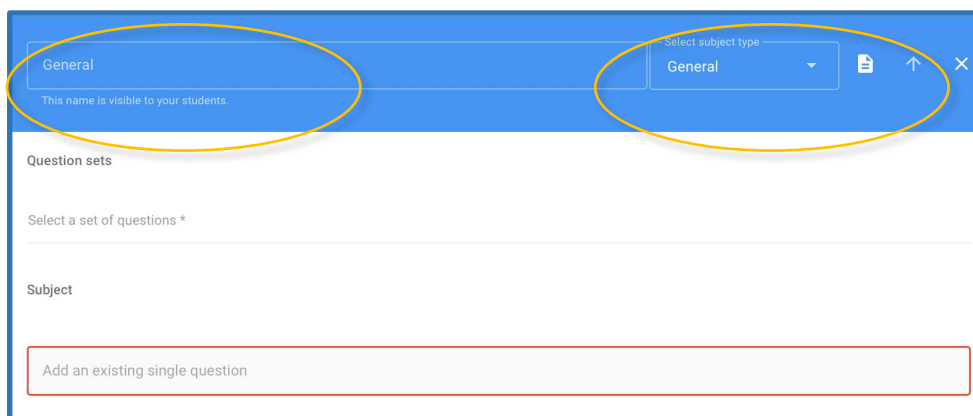 Select subject type
General
General
This name is visible to your students.
Question sets
Select a set of questions *
Subject
Add an existing single question